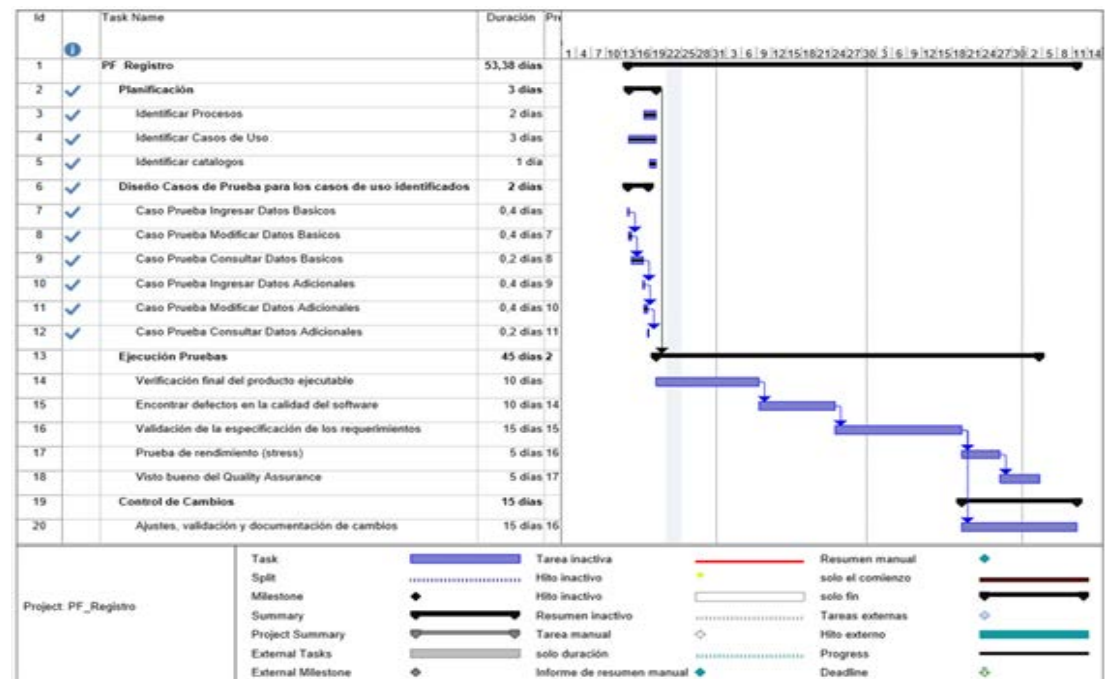 Id Task Name Duración Pre
1 4 7 10 13 16 19 22 25 28 31 3 6 9 12 15 18 21 24 27 30 3 6 9 12 15 18 21 24 27 30 2 5 8 11 14
1 PF_Registro 53,38 días
2 Planificación 3 días
3 Identificar Procesos 2 días
4 Identificar Casos de Uso 3 días
5 Identificar catalogos 1 día
6 Diseño Casos de Prueba para los casos de uso identificados 2 días
7 Caso Prueba Ingresar Datos Basicos 0,4 días
8 Caso Prueba Modificar Datos Basicos 0,4 días 7
9 Caso Prueba Consultar Datos Basicos 0,2 días 8
10 Caso Prueba Ingresar Datos Adicionales 0,4 días 9
11 Caso Prueba Modificar Datos Adicionales 0,4 días 10
12 Caso Prueba Consultar Datos Adicionales 0,2 días 11
13 Ejecución Pruebas 45 días 2
14 Verificación final del producto ejecutable 10 días
15 Encontrar defectos en la calidad del software 10 días 14
16 Validación de la especificación de los requerimientos 15 días 15
17 Prueba de rendimiento (stress) 5 días 16
18 Visto bueno del Quality Assurance 5 días 17
19 Control de Cambios 15 días
20 Ajustes, validación y documentación de cambios 15 días 16
Project: PF_Registro
Task Tarea inactiva Resumen manual
Split Hito inactivo solo el comienzo
Milestone Hito inactivo solo fin
Summary Resumen inactivo Tareas externas
Project Summary Tarea manual Hito externo
External Tasks solo duración Progress
External Milestone Informe de resumen manual Deadline